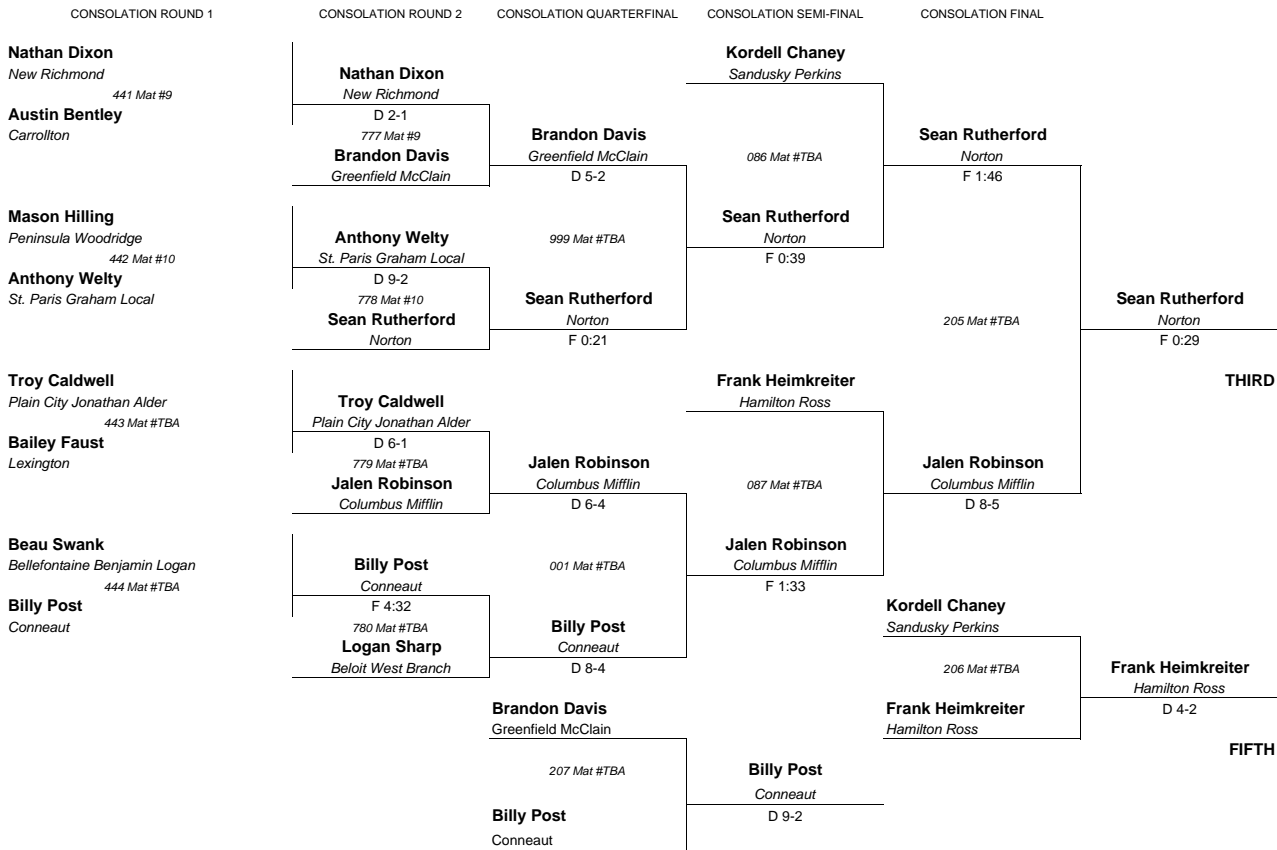 CONSOLATION ROUND 1
CONSOLATION ROUND 2
CONSOLATION QUARTERFINAL
CONSOLATION SEMI-FINAL
CONSOLATION FINAL
Nathan Dixon
New Richmond
441 Mat #9
Austin Bentley
Carrollton
Mason Hilling
Peninsula Woodridge
442 Mat #10
Anthony Welty
St. Paris Graham Local
Troy Caldwell
Plain City Jonathan Alder
443 Mat #TBA
Bailey Faust
Lexington
Beau Swank
Bellefontaine Benjamin Logan
444 Mat #TBA
Billy Post
Conneaut
Nathan Dixon
New Richmond
D 2-1
777 Mat #9
Brandon Davis
Greenfield McClain
Anthony Welty
St. Paris Graham Local
D 9-2
778 Mat #10
Sean Rutherford
Norton
Troy Caldwell
Plain City Jonathan Alder
D 6-1
779 Mat #TBA
Jalen Robinson
Columbus Mifflin
Billy Post
Conneaut
F 4:32
780 Mat #TBA
Logan Sharp
Beloit West Branch
Brandon Davis
Greenfield McClain
D 5-2
999 Mat #TBA
Sean Rutherford
Norton
F 0:21
Jalen Robinson
Columbus Mifflin
D 6-4
001 Mat #TBA
Billy Post
Conneaut
D 8-4
Brandon Davis
Greenfield McClain
207 Mat #TBA
Billy Post
Conneaut
Kordell Chaney
Sandusky Perkins
086 Mat #TBA
Sean Rutherford
Norton
F 0:39
Frank Heimkreiter
Hamilton Ross
087 Mat #TBA
Jalen Robinson
Columbus Mifflin
F 1:33
Billy Post
Conneaut
D 9-2
Sean Rutherford
Norton
F 1:46
205 Mat #TBA
Jalen Robinson
Columbus Mifflin
D 8-5
Kordell Chaney
Sandusky Perkins
206 Mat #TBA
Frank Heimkreiter
Hamilton Ross
Sean Rutherford
Norton
F 0:29
THIRD
Frank Heimkreiter
Hamilton Ross
D 4-2
FIFTH